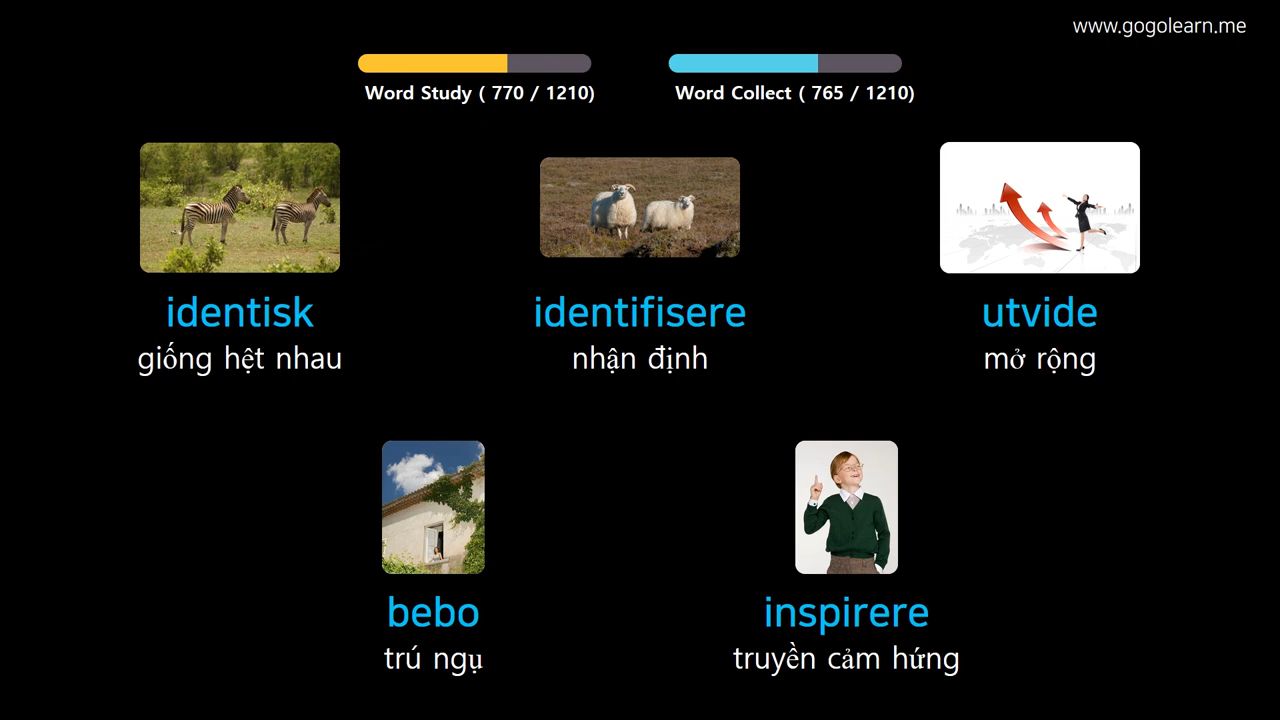 www.gogolearn.me
Word Study ( 770 / 1210)
Word Collect ( 765 / 1210)
identisk
giống hệt nhau
identifisere
nhận định
utvide
mở rộng
bebo
trú ngụ
inspirere
truyền cảm hứng